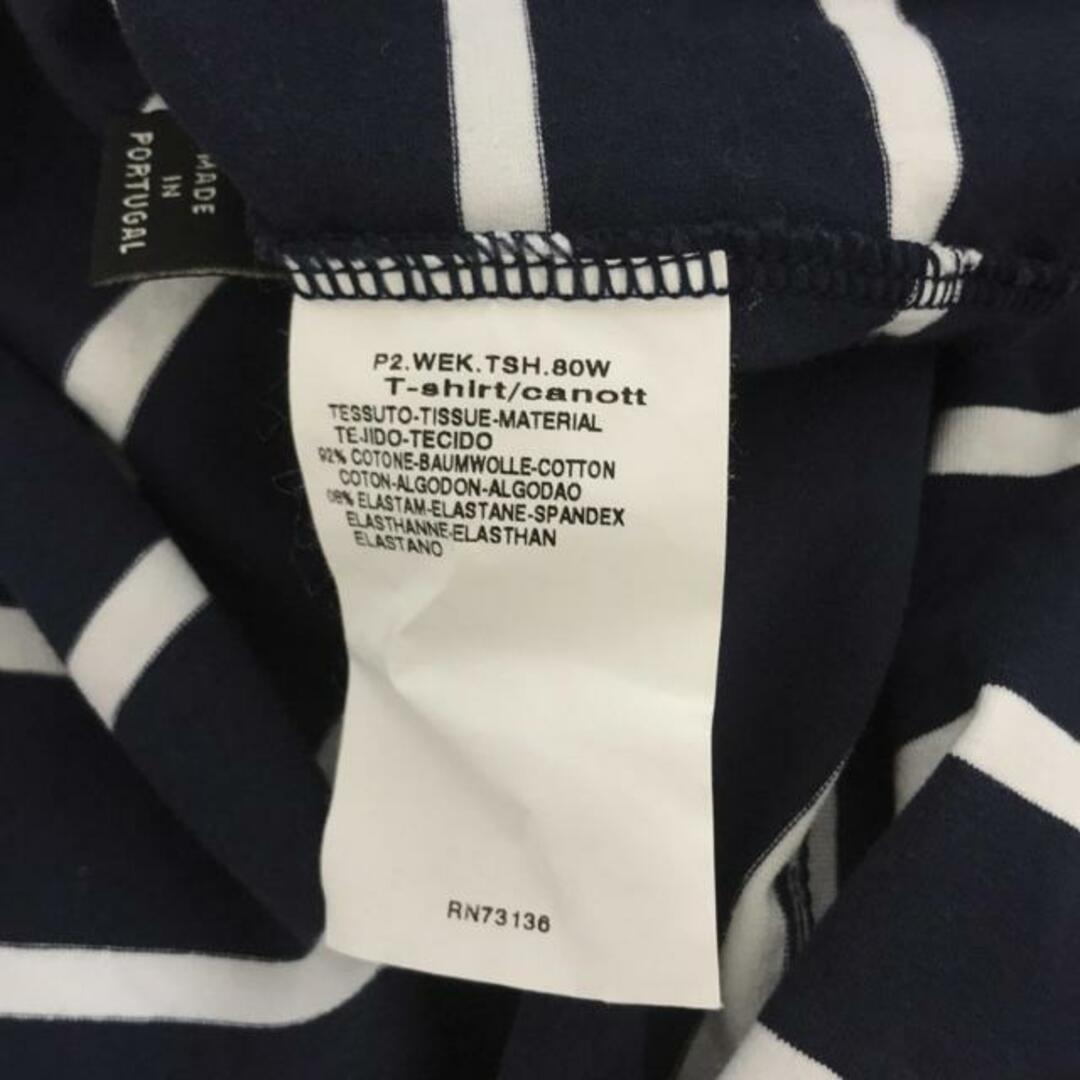 MADE
IN
PORTUGAL
P2.WEK.TSH.80W
T-shirt/canott
TESSUTO-TISSUE-MATERIAL
TEJIDO-TECIDO
92% COTONE-BAUMWOLLE-COTTON
COTON-ALGODON-ALGODAO
08% ELASTAM-ELASTANE-SPANDEX
ELASTHANNE-ELASTHAN
ELASTANO
RN73136